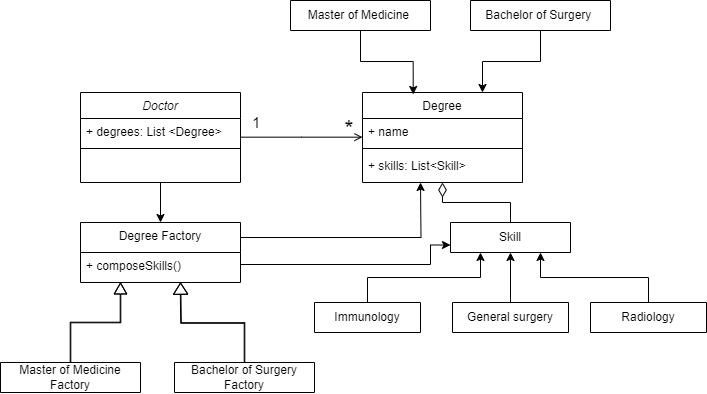 Master of Medicine
Bachelor of Surgery
Doctor
+ degrees: List <Degree>
1
*
Degree
+ name
+ skills: List<Skill>
Degree Factory
+ composeSkills()
Skill
Immunology
General surgery
Radiology
Master of Medicine
Factory
Bachelor of Surgery
Factory